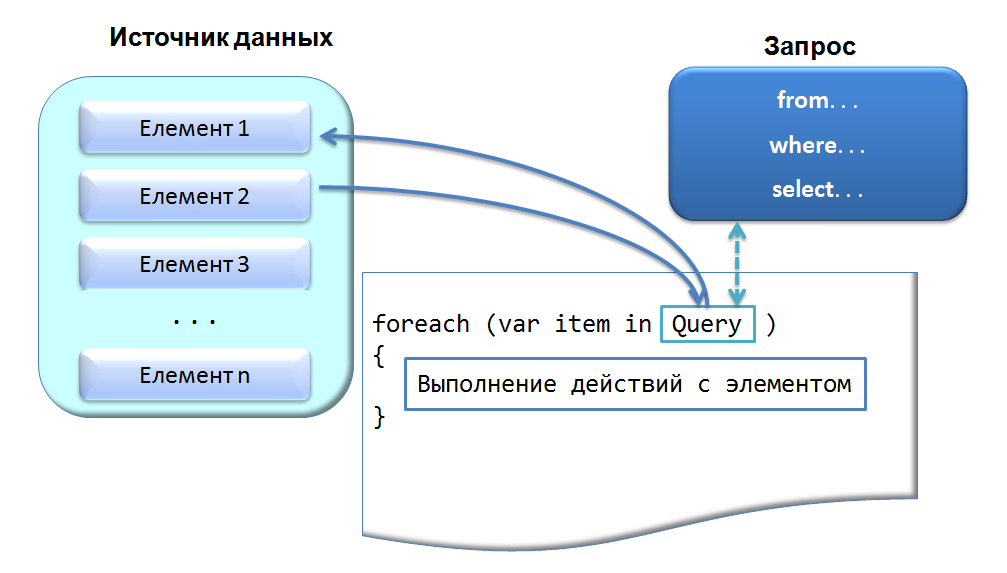 Источник данных
Елемент 1
Елемент 2
Елемент 3
. . .
Елемент n
Запрос
from. . .
where. . .
select. . .
foreach (var item in Query )
{
Выполнение действий с элементом
}